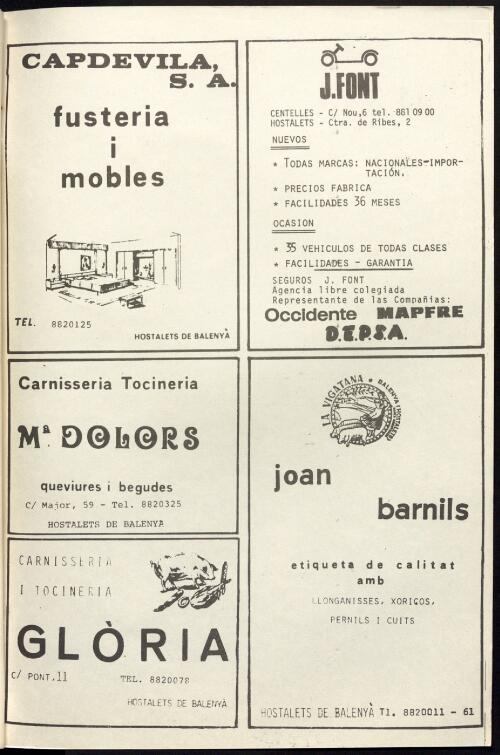 CAPDEVILA,
S. A.
fusteria
i
mobles
TEL. 8820125
HOSTALETS DE BALENYÀ
Carnisseria Tocineria
Mª DOLORS
queviures i begudes
C/ Major, 59 - Tel. 8820325
HOSTALETS DE BALENYÀ
CARNISSERIA
I TOCINERIA
GLÒRIA
C/ PONT,11 TEL. 8820078
HOSTALETS DE BALENYÀ
J.FONT
CENTELLES - C/ Nou,6 tel. 881 09 00
HOSTALETS - Ctra. de Ribes, 2
NUEVOS
* TODAS MARCAS: NACIONALES-IMPOR-
TACIÓN.
* PRECIOS FABRICA
* FACILIDADES 36 MESES
OCASION
* 35 VEHICULOS DE TODAS CLASES
* FACILIDADES - GARANTIA
SEGUROS J. FONT
Agencia libre colegiada
Representante de las Compañias:
Occidente MAPFRE
D.E.P.S.A.
LA VIGATANA * BALENYA (HOSTALETS)
joan
barnils
etiqueta de calitat
amb
LLONGANISSES, XORIÇOS,
PERNILS I CUITS
HOSTALETS DE BALENYÀ Tl. 8820011 - 61